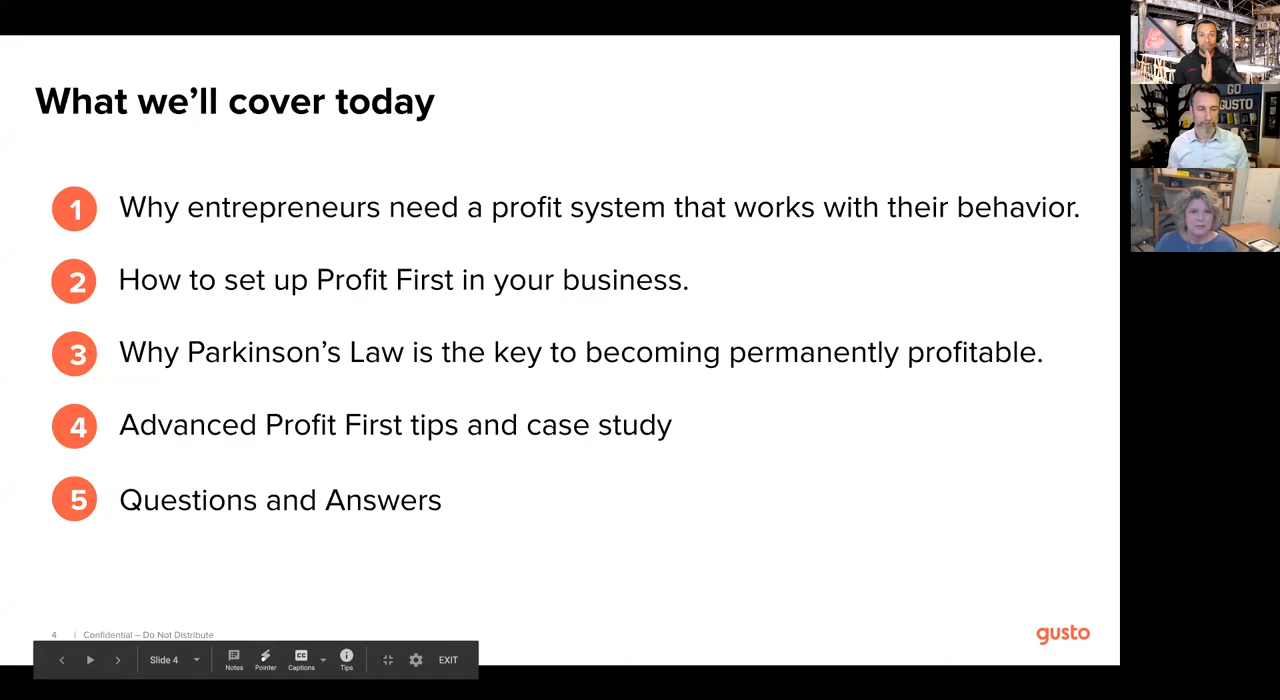 What we’ll cover today
1 Why entrepreneurs need a profit system that works with their behavior.
2 How to set up Profit First in your business.
3 Why Parkinson’s Law is the key to becoming permanently profitable.
4 Advanced Profit First tips and case study
5 Questions and Answers
4 | Confidential – Do Not Distribute
gusto
Slide 4
Notes
Pointer
Captions
Tips
EXIT
GO
GUSTO